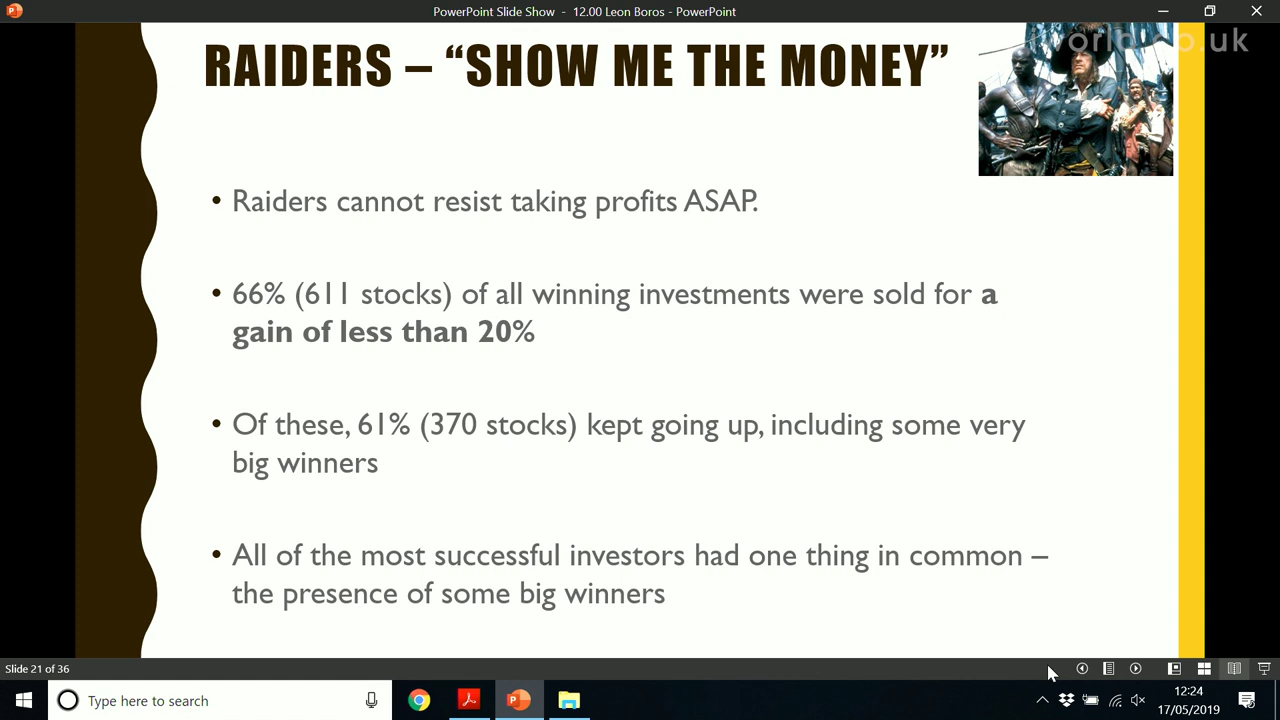 PowerPoint Slide Show - 12.00 Leon Boros - PowerPoint
RAIDERS – “SHOW ME THE MONEY”
• Raiders cannot resist taking profits ASAP.
• 66% (611 stocks) of all winning investments were sold for a
gain of less than 20%
• Of these, 61% (370 stocks) kept going up, including some very
big winners
• All of the most successful investors had one thing in common –
the presence of some big winners
Slide 21 of 36
Type here to search
12:24
17/05/2019